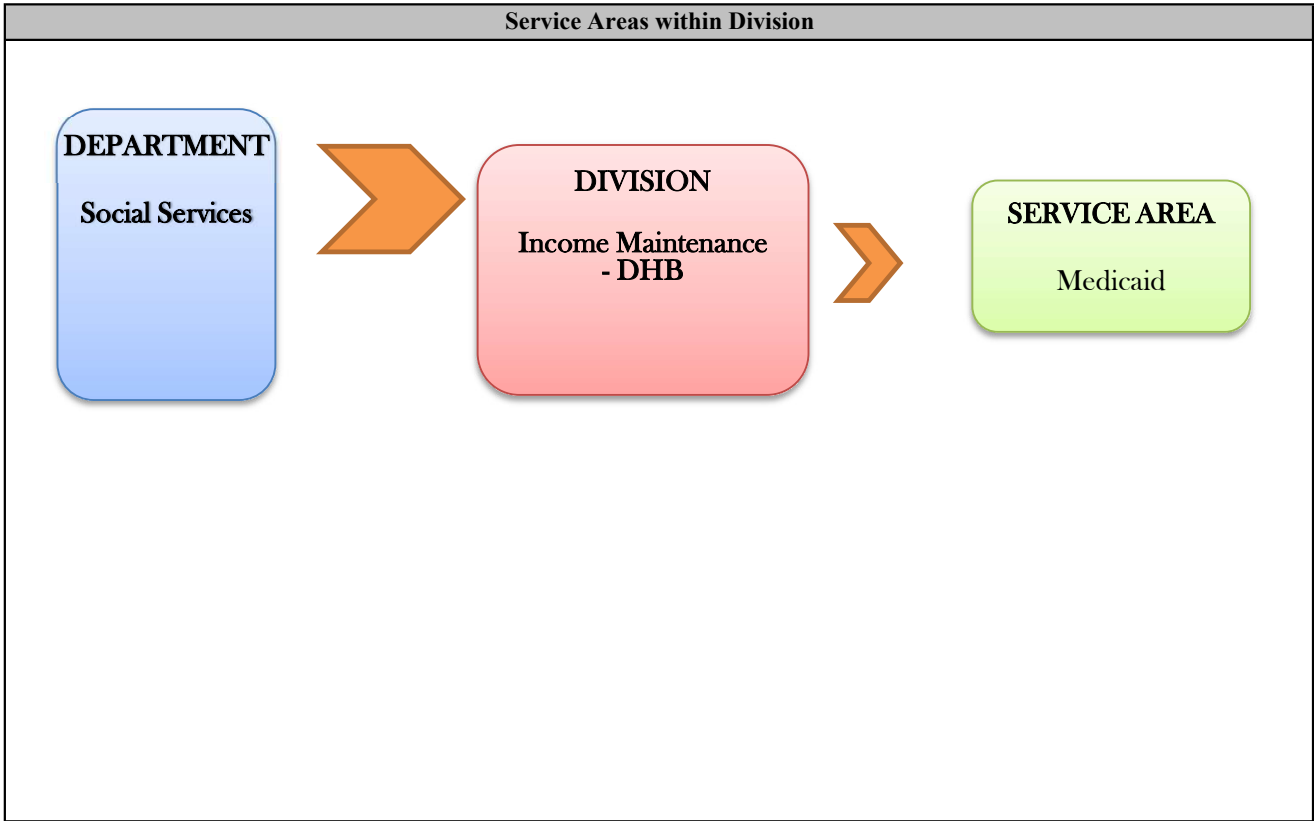 Service Areas within Division
DEPARTMENT
Social Services
DIVISION
Income Maintenance
- DHB
SERVICE AREA
Medicaid